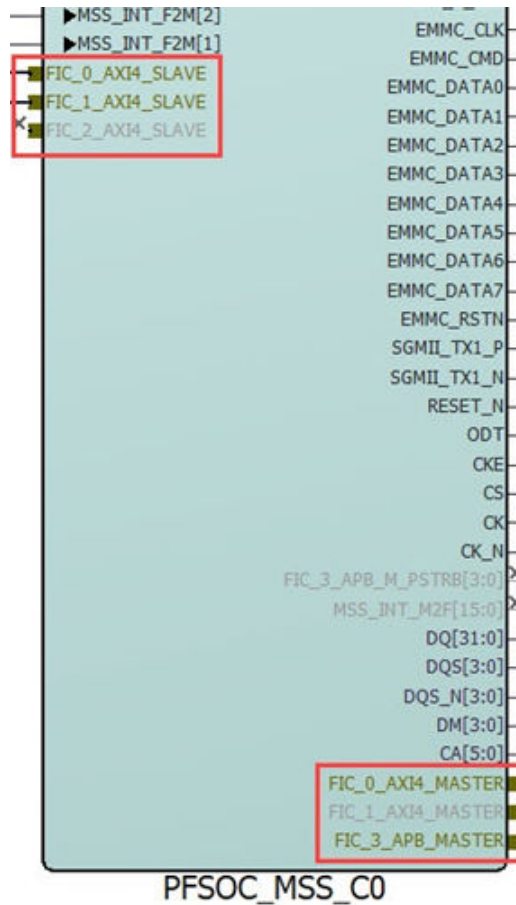 MSS_INT_F2M[2]
MSS_INT_F2M[1]
FIC_0_AXI4_SLAVE
FIC_1_AXI4_SLAVE
FIC_2_AXI4_SLAVE
EMMC_CLK
EMMC_CMD
EMMC_DATA0
EMMC_DATA1
EMMC_DATA2
EMMC_DATA3
EMMC_DATA4
EMMC_DATA5
EMMC_DATA6
EMMC_DATA7
EMMC_RSTN
SGMII_TX1_P
SGMII_TX1_N
RESET_N
ODT
CKE
CS
CK
CK_N
FIC_3_APB_M_PSTRB[3:0]
MSS_INT_M2F[15:0]
DQ[31:0]
DQS[3:0]
DQS_N[3:0]
DM[3:0]
CA[5:0]
FIC_0_AXI4_MASTER
FIC_1_AXI4_MASTER
FIC_3_APB_MASTER
PFSOC_MSS_C0